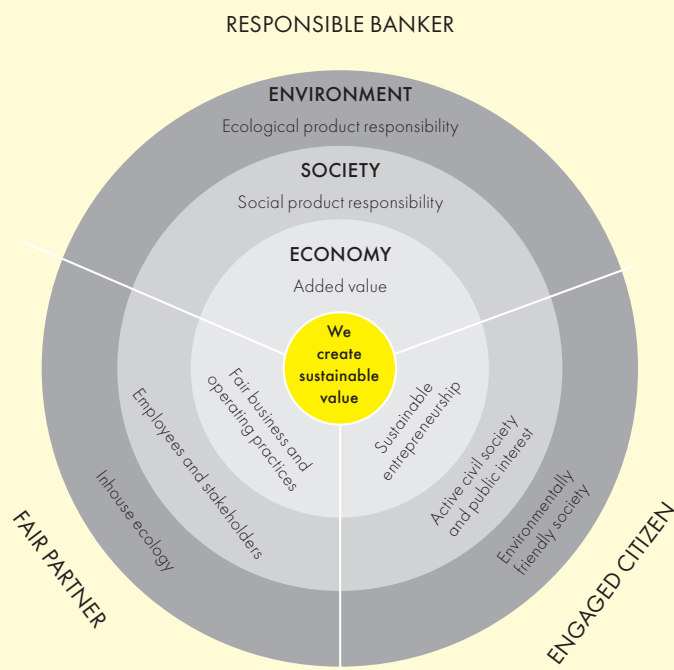 RESPONSIBLE BANKER
ENVIRONMENT
Ecological product responsibility
SOCIETY
Social product responsibility
ECONOMY
Added value
We
create
sustainable
value
Fair business and
operating practices
Employees and stakeholders
Inhouse ecology
FAIR PARTNER
Sustainable
entrepreneurship
Active civil society
and public interest
Environmentally
friendly society
ENGAGED CITIZEN